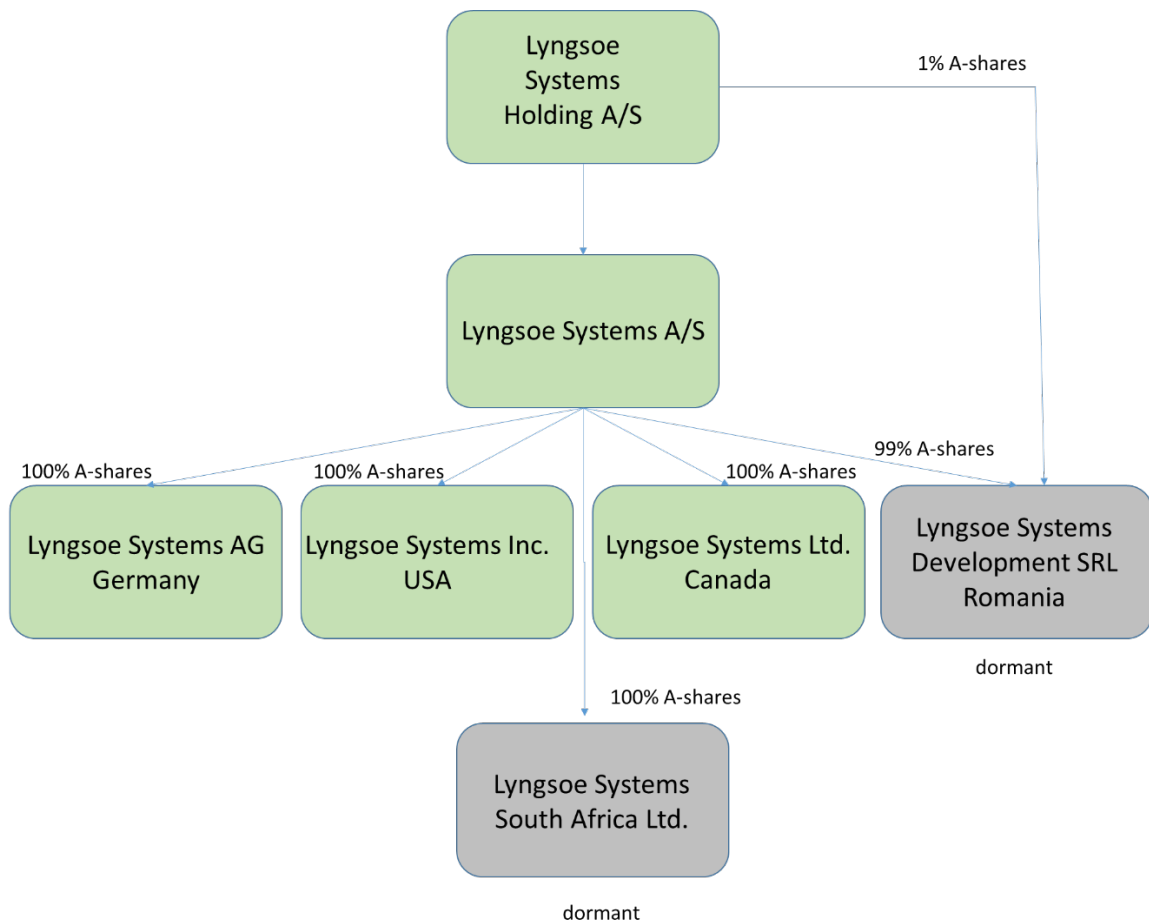 Lyngsoe
Systems
Holding A/S
1% A-shares
Lyngsoe Systems A/S
100% A-shares
100% A-shares
100% A-shares
99% A-shares
Lyngsoe Systems AG
Germany
Lyngsoe Systems Inc.
USA
Lyngsoe Systems Ltd.
Canada
Lyngsoe Systems
Development SRL
Romania
dormant
100% A-shares
Lyngsoe Systems
South Africa Ltd.
dormant